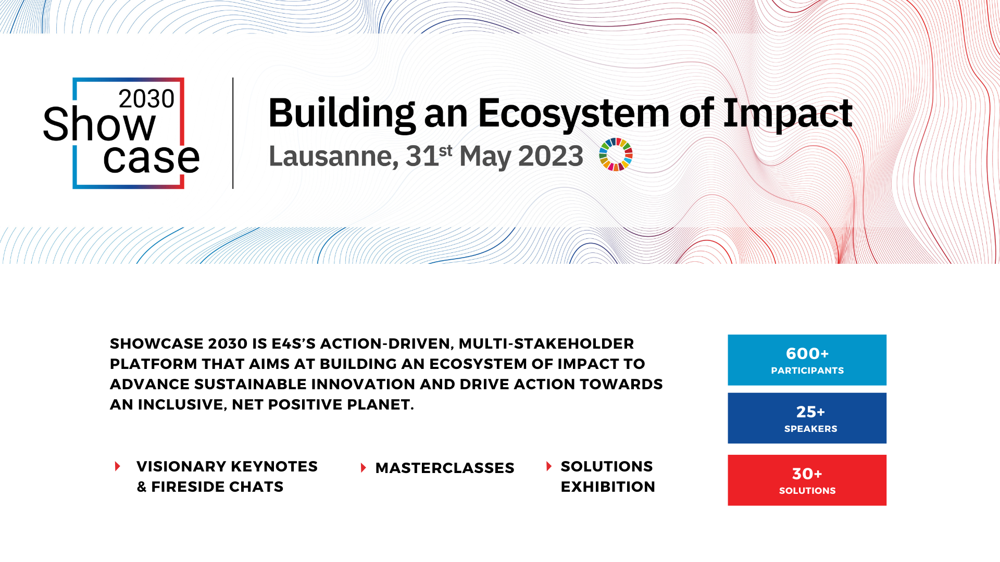 2030
Show
case
Building an Ecosystem of Impact
Lausanne, 31st May 2023
SHOWCASE 2030 IS E4S’S ACTION-DRIVEN, MULTI-STAKEHOLDER
PLATFORM THAT AIMS AT BUILDING AN ECOSYSTEM OF IMPACT TO
ADVANCE SUSTAINABLE INNOVATION AND DRIVE ACTION TOWARDS
AN INCLUSIVE, NET POSITIVE PLANET.
VISIONARY KEYNOTES
& FIRESIDE CHATS
MASTERCLASSES
SOLUTIONS
EXHIBITION
600+
PARTICIPANTS
25+
SPEAKERS
30+
SOLUTIONS